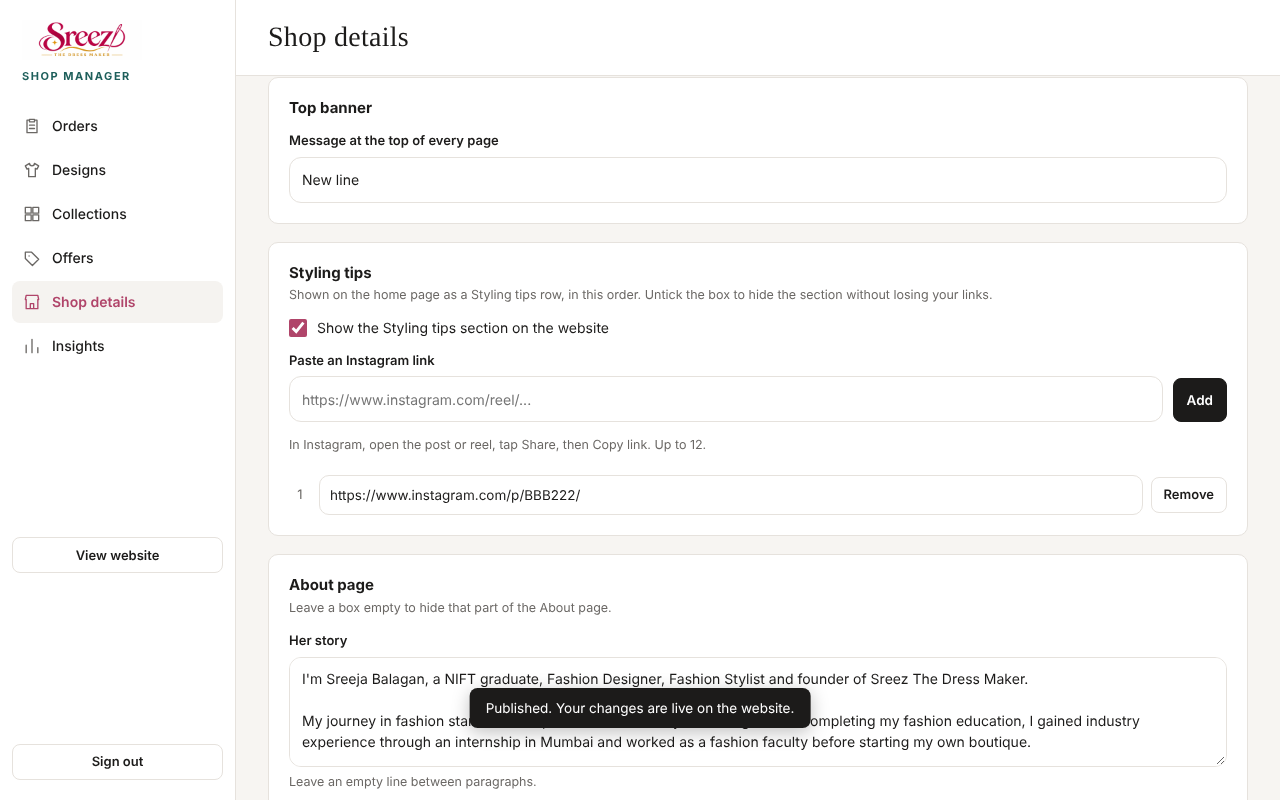 Sreez
THE DRESS MAKER
SHOP MANAGER
Orders
Designs
Collections
Offers
Shop details
Insights
View website
Sign out
Shop details
Top banner
Message at the top of every page
New line
Styling tips
Shown on the home page as a Styling tips row, in this order. Untick the box to hide the section without losing your links.
Show the Styling tips section on the website
Paste an Instagram link
https://www.instagram.com/reel/...
Add
In Instagram, open the post or reel, tap Share, then Copy link. Up to 12.
1
https://www.instagram.com/p/BBB222/
Remove
About page
Leave a box empty to hide that part of the About page.
Her story
I'm Sreeja Balagan, a NIFT graduate, Fashion Designer, Fashion Stylist and founder of Sreez The Dress Maker.
Published. Your changes are live on the website.
My journey in fashion completing my fashion education, I gained industry
experience through an internship in Mumbai and worked as a fashion faculty before starting my own boutique.
Leave an empty line between paragraphs.